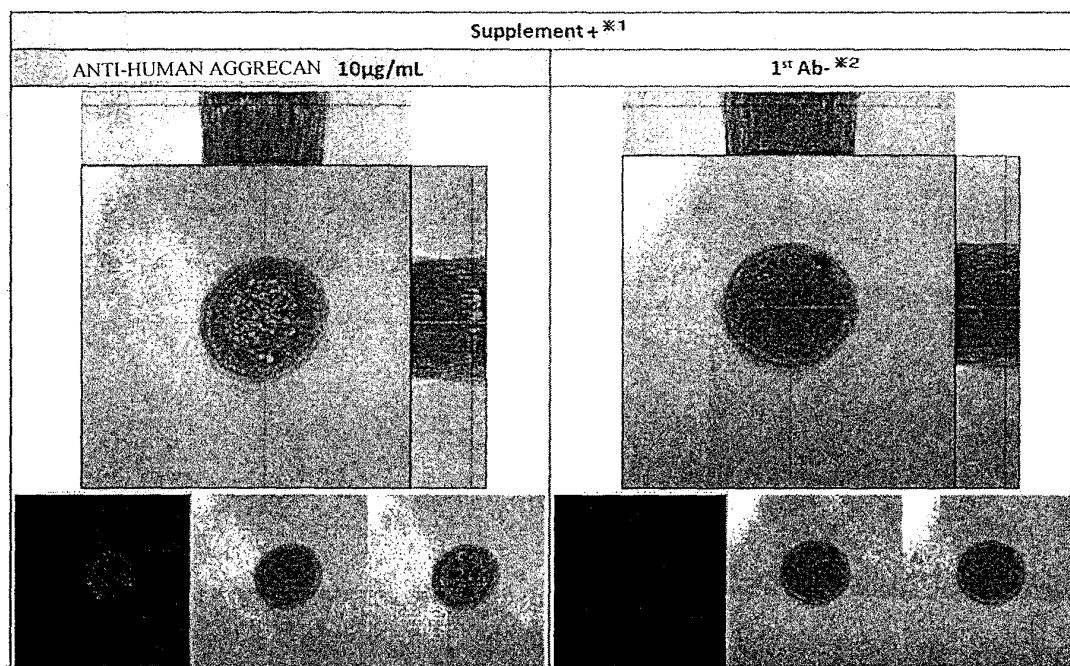 Supplement + ※1
ANTI-HUMAN AGGRECAN 10µg/mL
1st Ab- ※2